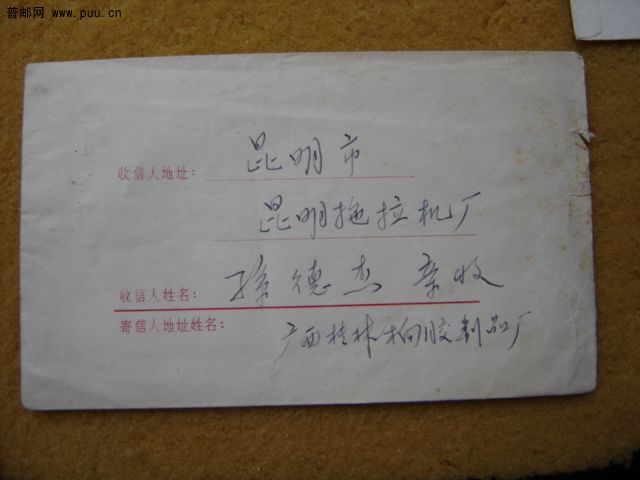 普邮网 www.puu.cn
收信人地址: 昆明市
昆明拖拉机厂
收信人姓名: 徐德杰 亲收
寄信人地址姓名:
广西桂林橡胶制品厂